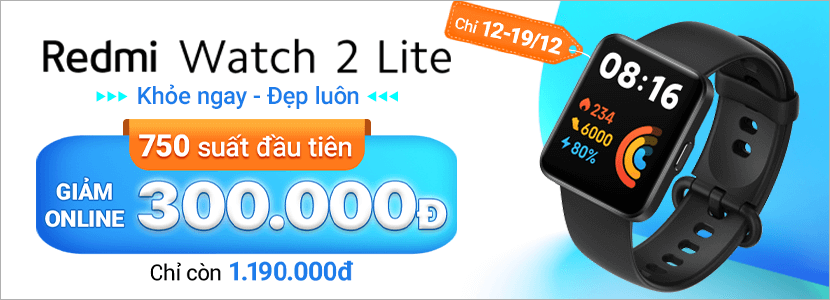 Redmi Watch 2 Lite
Khỏe ngay - Đẹp luôn
750 suất đầu tiên
GIẢM
ONLINE
300.000Đ
Chỉ còn 1.190.000đ
Chỉ 12-19/12
08:16
234
6000
80%